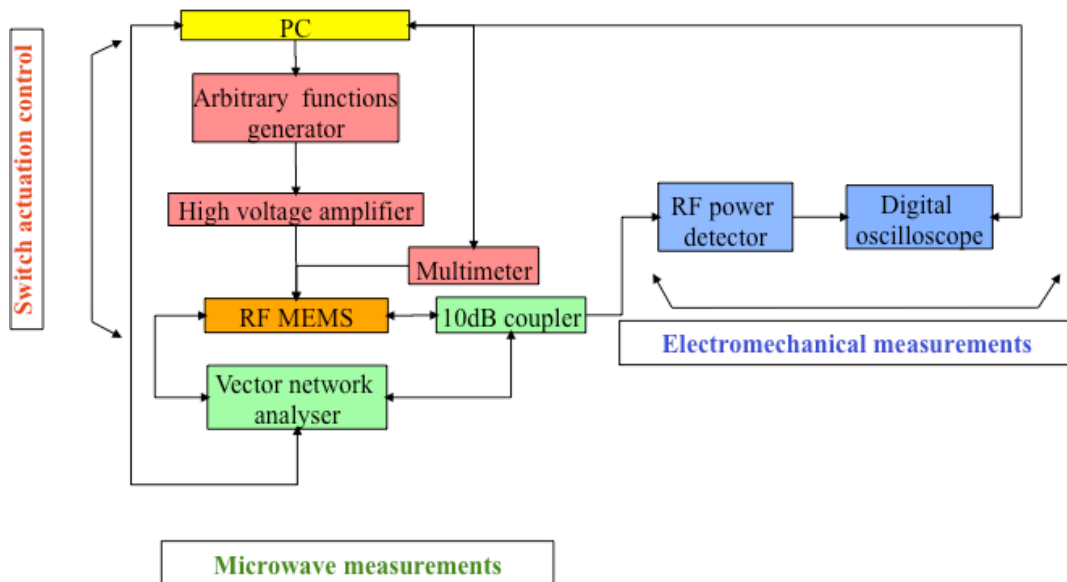 PC
Switch actuation control
Arbitrary functions
generator
High voltage amplifier
RF power
detector
Digital
oscilloscope
Multimeter
RF MEMS
10dB coupler
Electromechanical measurements
Vector network
analyser
Microwave measurements